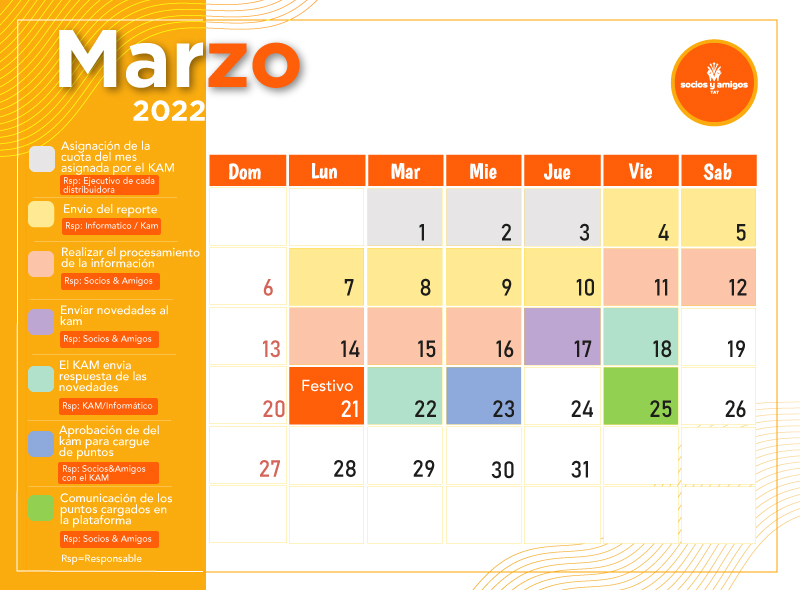 Marzo
2022
socios y amigos
TAT
Asignación de la
cuota del mes
asignada por el KAM
Rsp: Ejecutivo de cada
distribuidora
Envio del reporte
Rsp: Informatico / Kam
Realizar el procesamiento
de la información
Rsp: Socios & Amigos
Enviar novedades al
kam
Rsp: Socios & Amigos
El KAM envia
respuesta de las
novedades
Rsp: KAM/Informático
Aprobación de del
kam para cargue
de puntos
Rsp: Socios&Amigos
con el KAM
Comunicación de los
puntos cargados en
la plataforma
Rsp: Socios & Amigos
Rsp=Responsable
Dom Lun Mar Mie Jue Vie Sab
1 2 3 4 5
6 7 8 9 10 11 12
13 14 15 16 17 18 19
Festivo
20 21 22 23 24 25 26
27 28 29 30 31